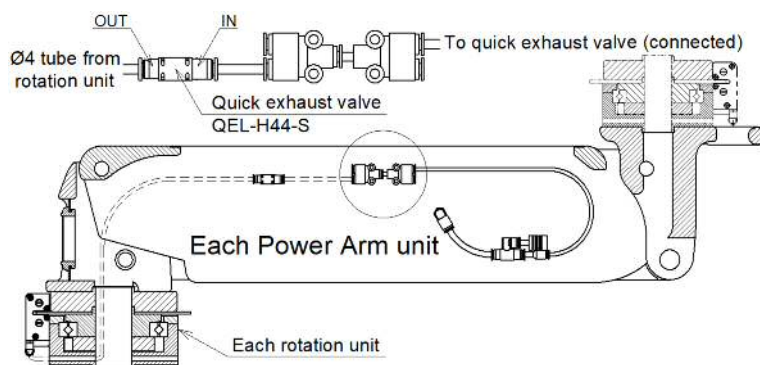 OUT
IN
Ø4 tube from
rotation unit
To quick exhaust valve (connected)
Quick exhaust valve
QEL-H44-S
Each Power Arm unit
Each rotation unit